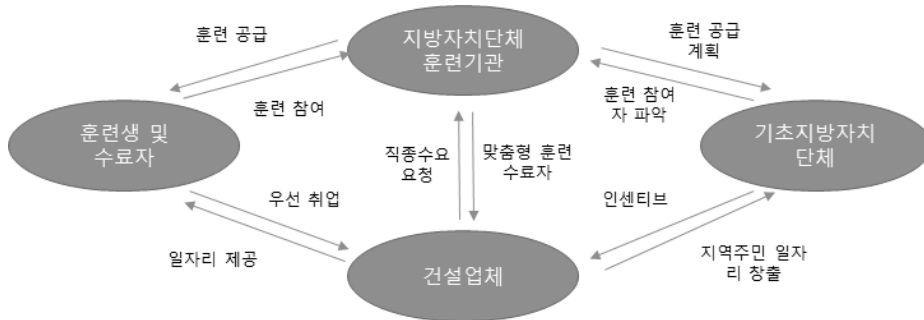 훈련 공급
지방자치단체
훈련기관
훈련 공급
계획
훈련 참여
훈련 참여
자 파악
훈련생 및
수료자
직종수요
요청
맞춤형 훈련
수료자
기초지방자치
단체
우선 취업
인센티브
일자리 제공
건설업체
지역주민 일자
리 창출